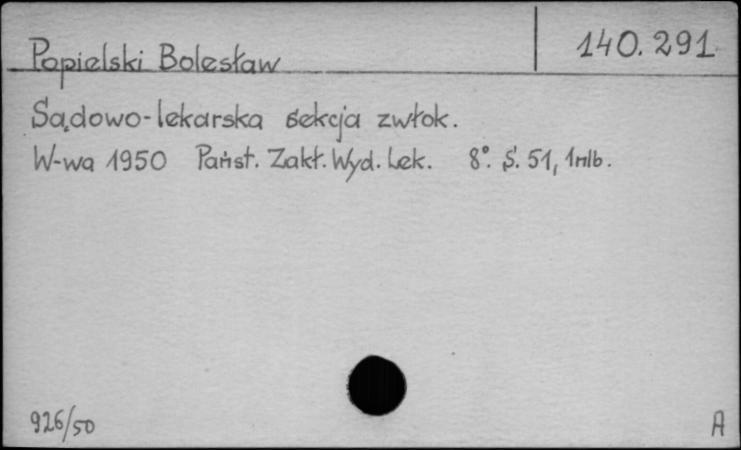 Popielski Bolesław 140.291
Sądowo-lekarska sekcja zwłok.
W-wa 1950 Państ. Zakł. Wyd. Lek. 8°. S. 51, 1nlb.
926/50 A